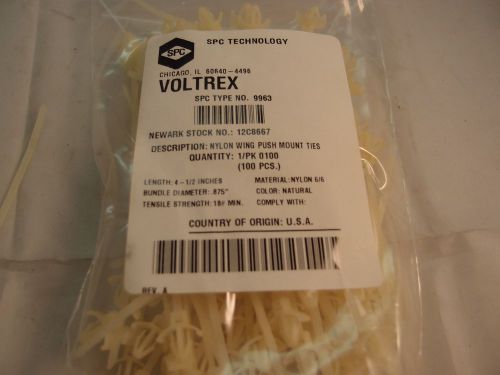 SPC
SPC TECHNOLOGY
CHICAGO, IL 60640-4496
VOLTREX
SPC TYPE NO. 9963
NEWARK STOCK NO.: 12C8667
DESCRIPTION: NYLON WING PUSH MOUNT TIES
QUANTITY: 1/PK 0100
(100 PCS.)
LENGTH: 4-1/2 INCHES MATERIAL: NYLON 6/6
BUNDLE DIAMETER: .875" COLOR: NATURAL
TENSILE STRENGTH: 18# MIN. COMPLY WITH:
COUNTRY OF ORIGIN: U.S.A.
REV. A